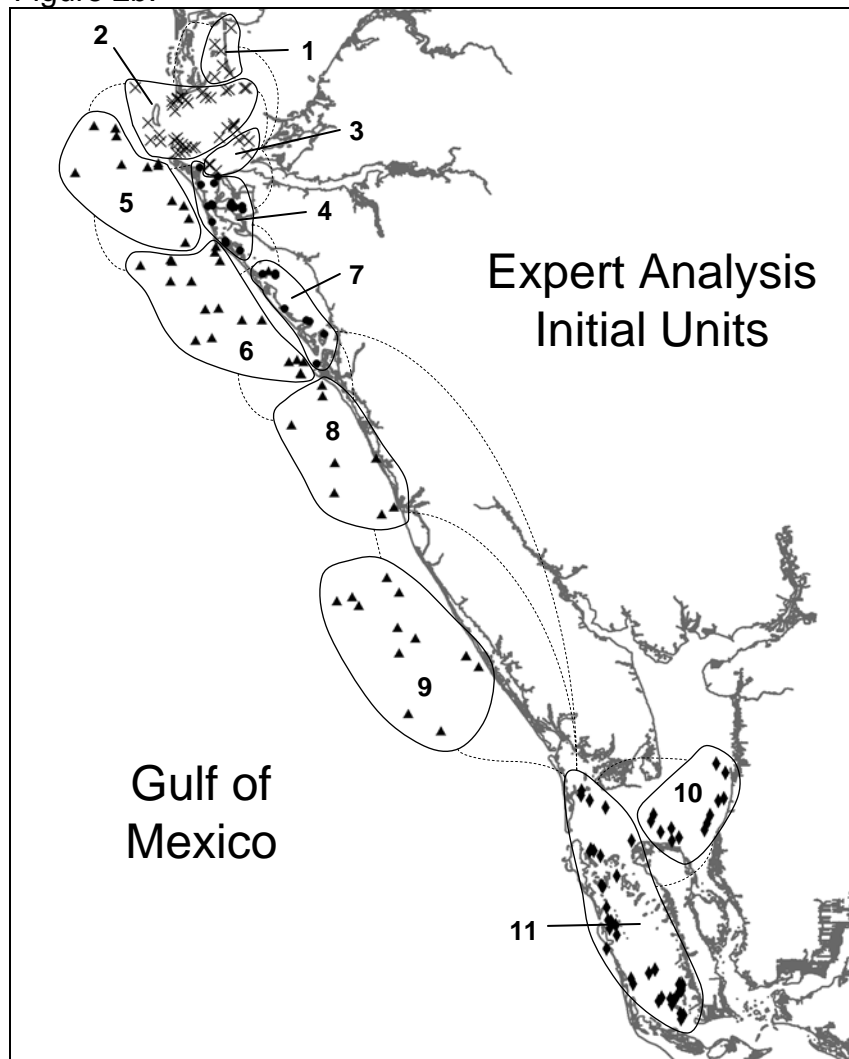 Figure 2b.
2
1
3
5
4
7
Expert Analysis
Initial Units
6
8
9
Gulf of
Mexico
10
11